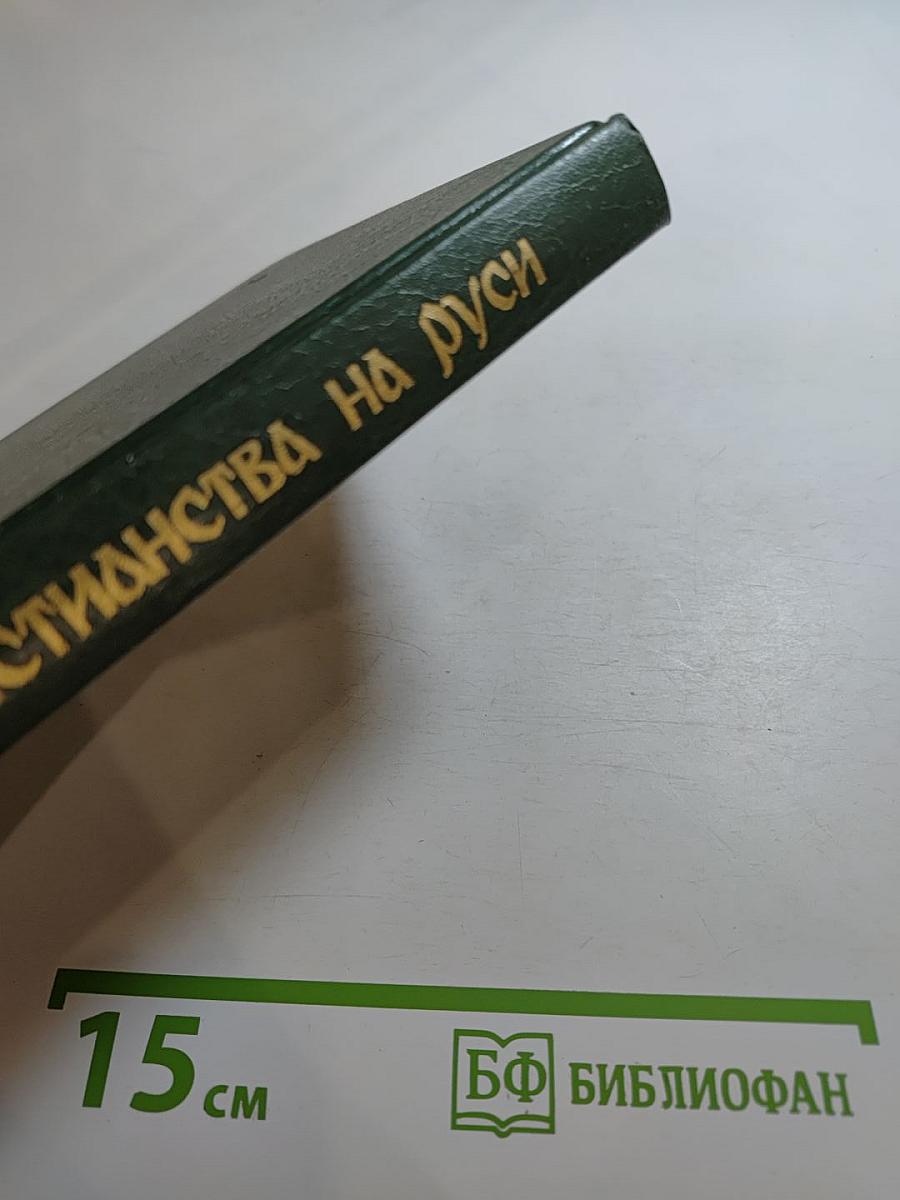 стианства на руси
15 см
БФ БИБЛИОФАН